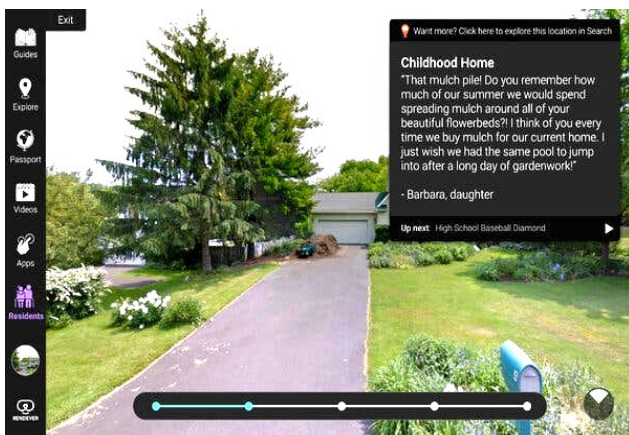 Exit
Guides
Explore
Passport
Videos
Apps
Residents
RENDEVER
Want more? Click here to explore this location in Search
Childhood Home
"That mulch pile! Do you remember how
much of our summer we would spend
spreading mulch around all of your
beautiful flowerbeds?! I think of you every
time we buy mulch for our current home. I
just wish we had the same pool to jump
into after a long day of gardenwork!"
- Barbara, daughter
Up next: High School Baseball Diamond